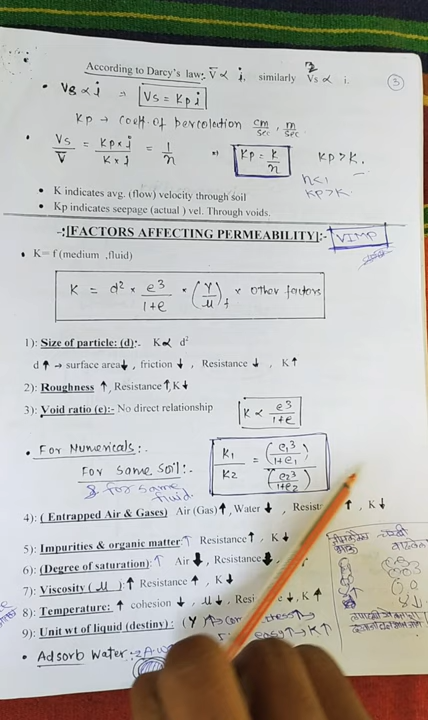 According to Darcy's law:- V̄ ∝ i, similarly Vs ∝ i.
3
• Vs ∝ i ⇒ Vs = Kp i
Kp → coeff. of percolation cm/sec , m/sec
• Vs/V̄ = Kp × i / K × i = 1/n ⇒ Kp = K/n Kp > K.
n<1
Kp > K.
• K indicates avg. (flow) velocity through soil
• Kp indicates seepage (actual ) vel. Through voids.
-:[FACTORS AFFECTING PERMEABILITY]:- VIMP
• K= f (medium ,fluid)
K = d² × e³/1+e × (γ/μ)f × other factors
1): Size of particle: (d):- K ∝ d²
d ↑ → surface area↓ , friction ↓ , Resistance ↓ , K↑
2): Roughness ↑, Resistance↑, K↓
3): Void ratio (e):- No direct relationship K ∝ e³/1+e
• For Numericals:-
For same soil:- K1/K2 = (e1³/1+e1)/(e2³/1+e2)
& for same fluid.
4): ( Entrapped Air & Gases) Air (Gas)↑ , Water ↓ , Resist ↑ , K ↓
5): Impurities & organic matter:↑ Resistance↑ , K↓
6): (Degree of saturation):↑ Air ↓, Resistance↓
7): Viscosity ( μ ):↑ Resistance ↑ , K↓
8): Temperature: ↑ cohesion ↓ , μ↓ , Resi ↓, K ↑
9): Unit wt of liquid (destiny): (γ)↑ easy↑→ K↑
• Adsorb water:-